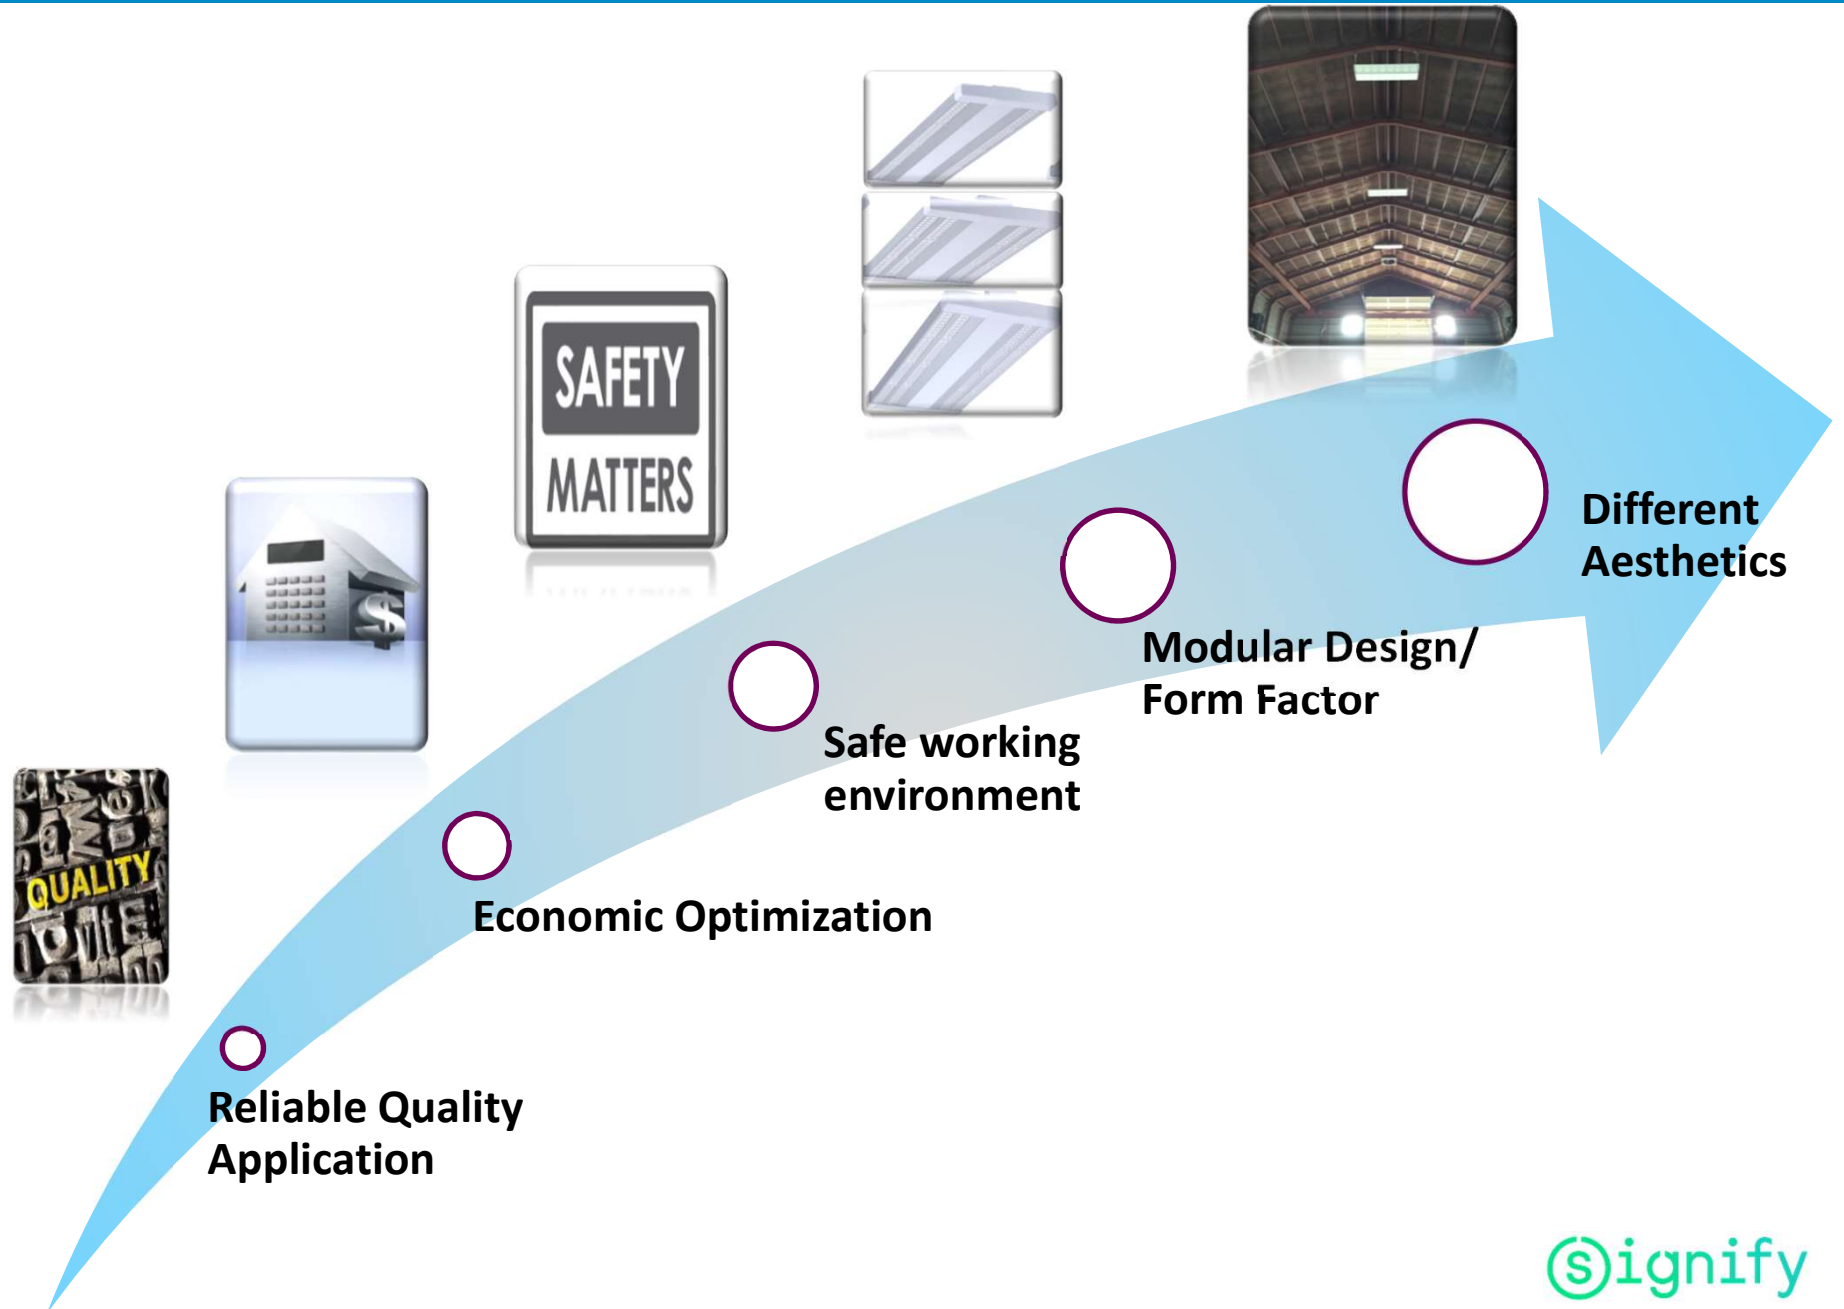 SAFETY
MATTERS
QUALITY
Different
Aesthetics
Modular Design/
Form Factor
Safe working
environment
Economic Optimization
Reliable Quality
Application
signify